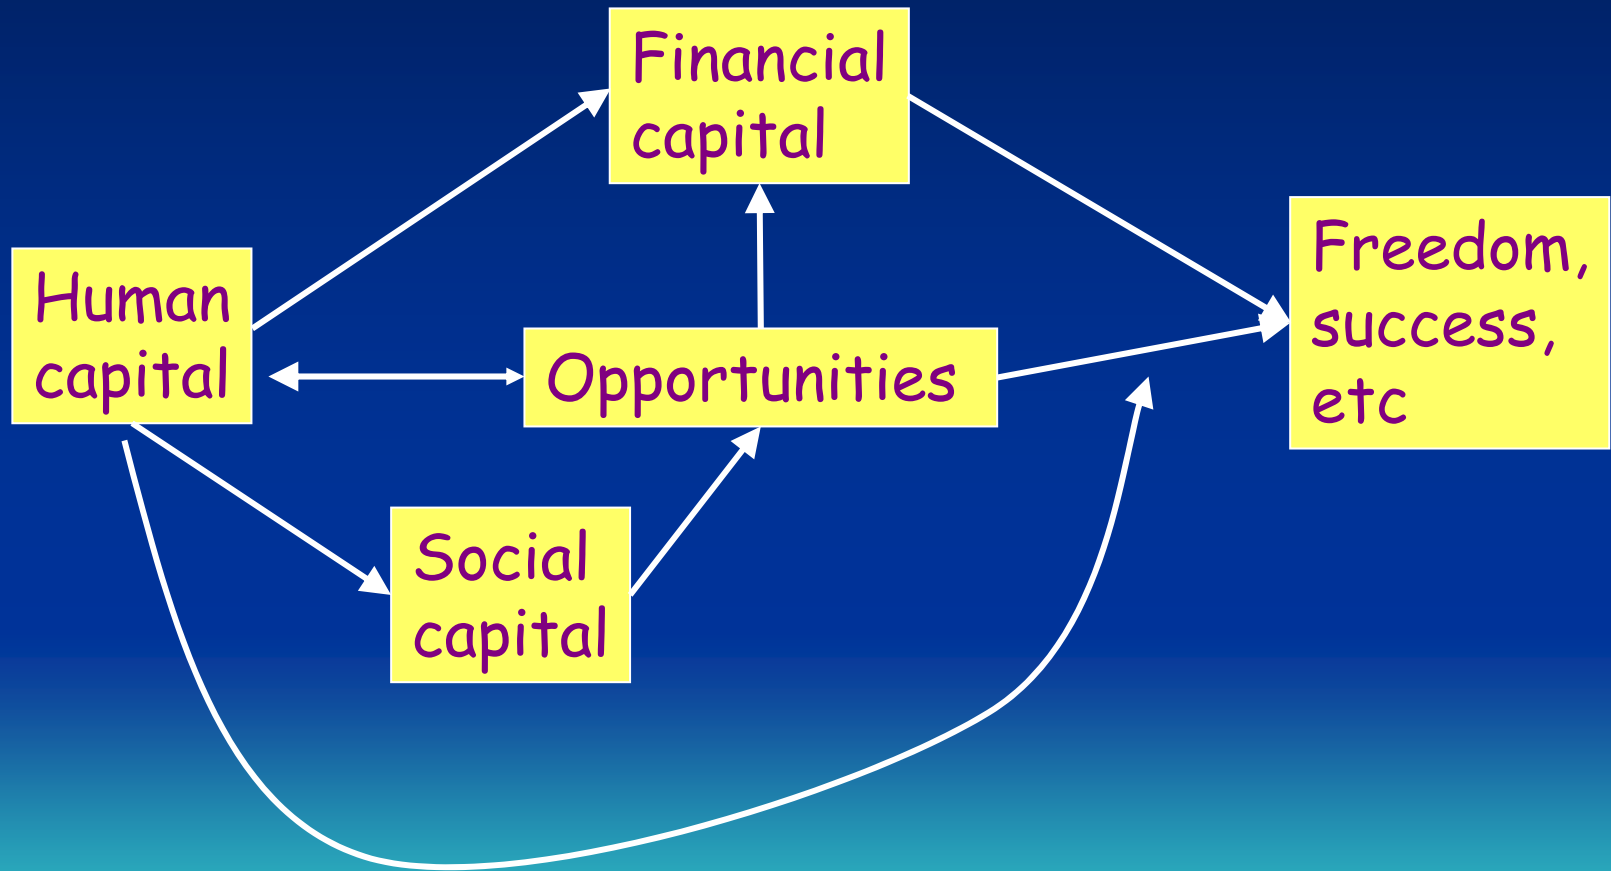 Financial
capital
Human
capital
Opportunities
Freedom,
success,
etc
Social
capital